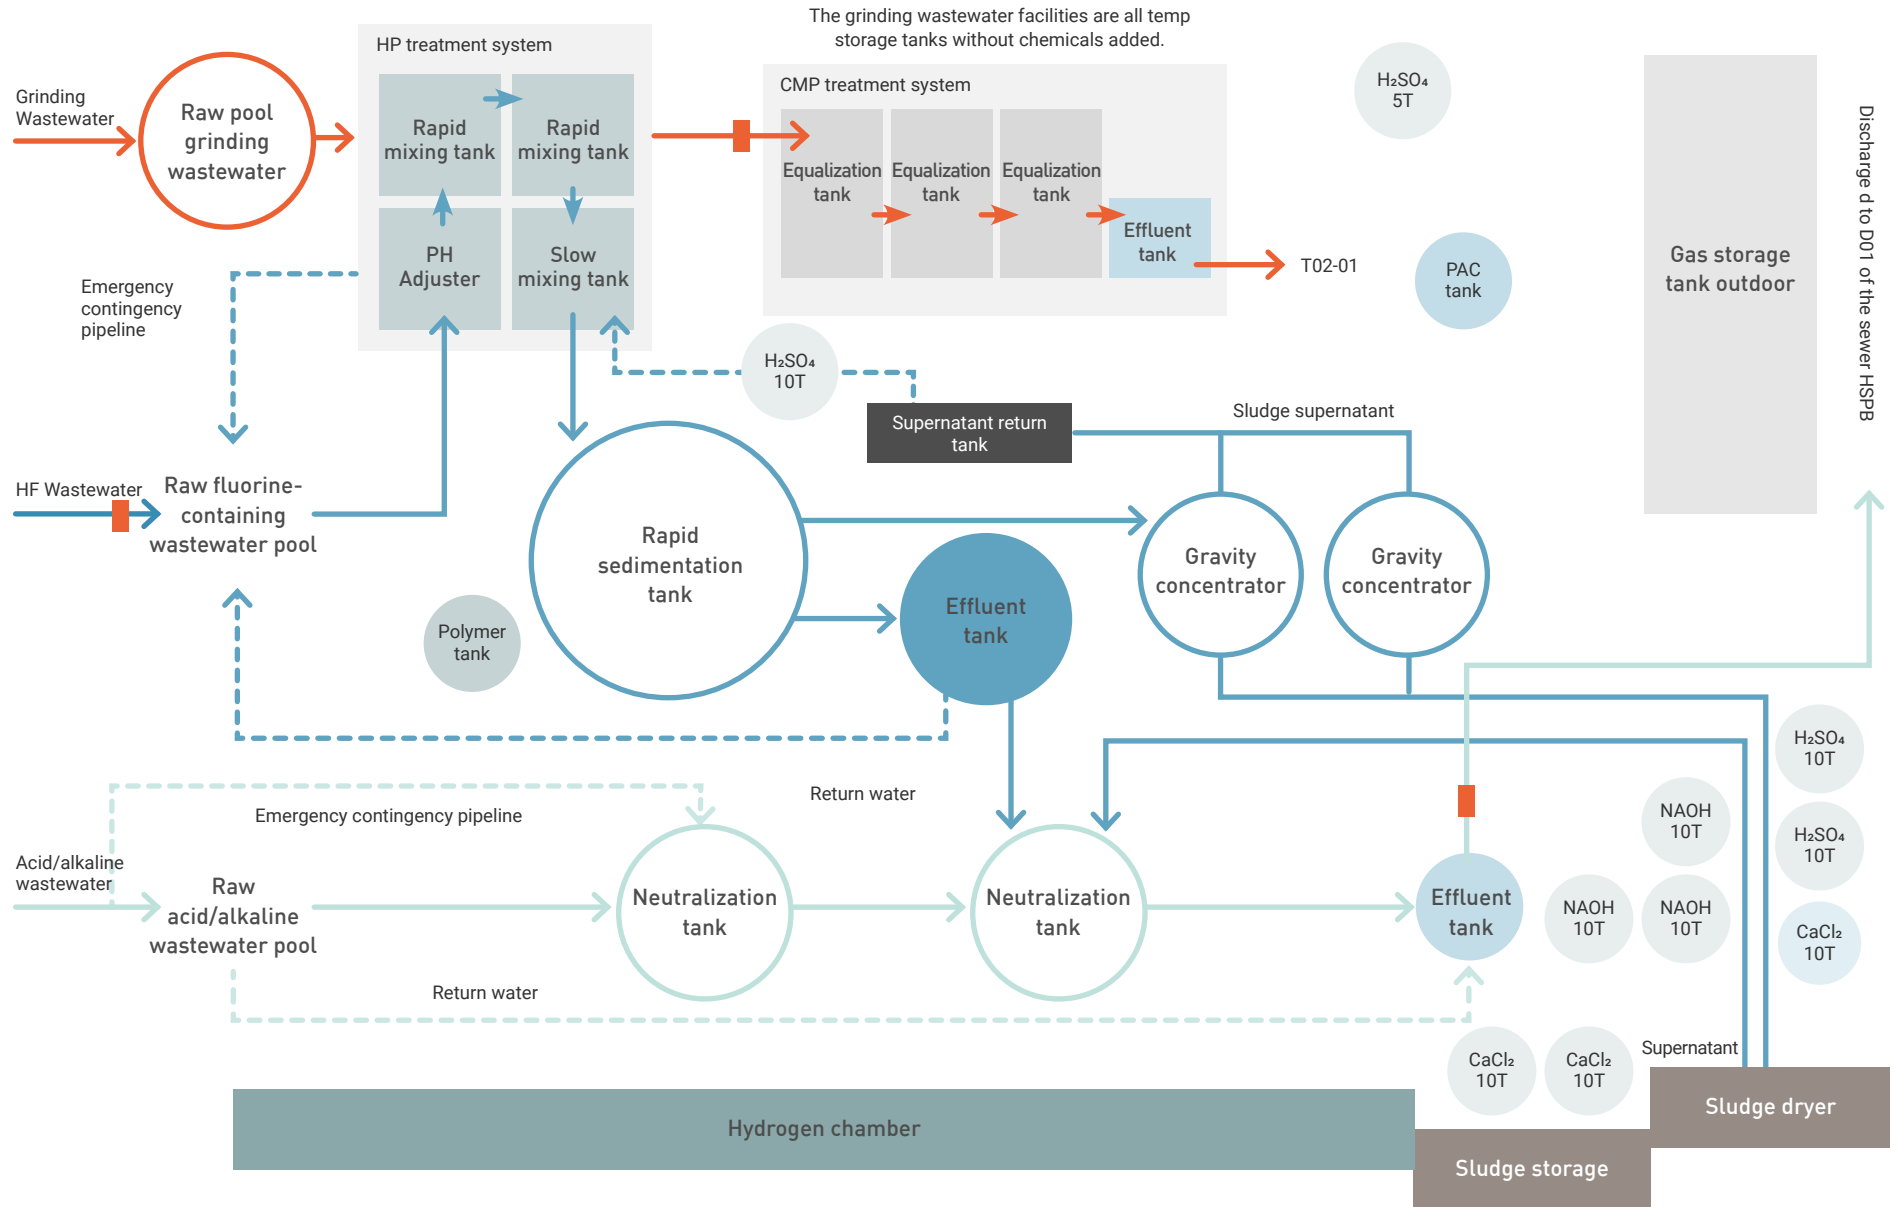 The grinding wastewater facilities are all temp
storage tanks without chemicals added.
HP treatment system
CMP treatment system
Grinding
Wastewater
Raw pool
grinding
wastewater
Rapid
mixing tank
Rapid
mixing tank
PH
Adjuster
Slow
mixing tank
Equalization
tank
Equalization
tank
Equalization
tank
Effluent
tank
T02-01
H₂SO₄
5T
PAC
tank
Gas storage
tank outdoor
Discharge d to D01 of the sewer HSPB
Emergency
contingency
pipeline
H₂SO₄
10T
Supernatant return
tank
Sludge supernatant
HF Wastewater
Raw fluorine-
containing
wastewater pool
Rapid
sedimentation
tank
Effluent
tank
Gravity
concentrator
Gravity
concentrator
Polymer
tank
Return water
Emergency contingency pipeline
Acid/alkaline
wastewater
Raw
acid/alkaline
wastewater pool
Neutralization
tank
Neutralization
tank
Effluent
tank
H₂SO₄
10T
NAOH
10T
H₂SO₄
10T
NAOH
10T
NAOH
10T
CaCl₂
10T
Return water
CaCl₂
10T
CaCl₂
10T
Supernatant
Sludge dryer
Hydrogen chamber
Sludge storage